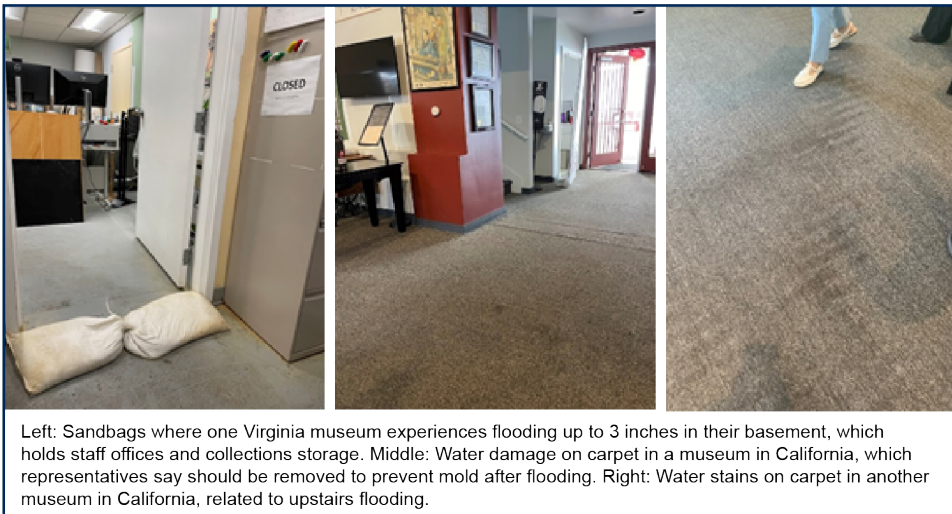 CLOSED
Left: Sandbags where one Virginia museum experiences flooding up to 3 inches in their basement, which
holds staff offices and collections storage. Middle: Water damage on carpet in a museum in California, which
representatives say should be removed to prevent mold after flooding. Right: Water stains on carpet in another
museum in California, related to upstairs flooding.